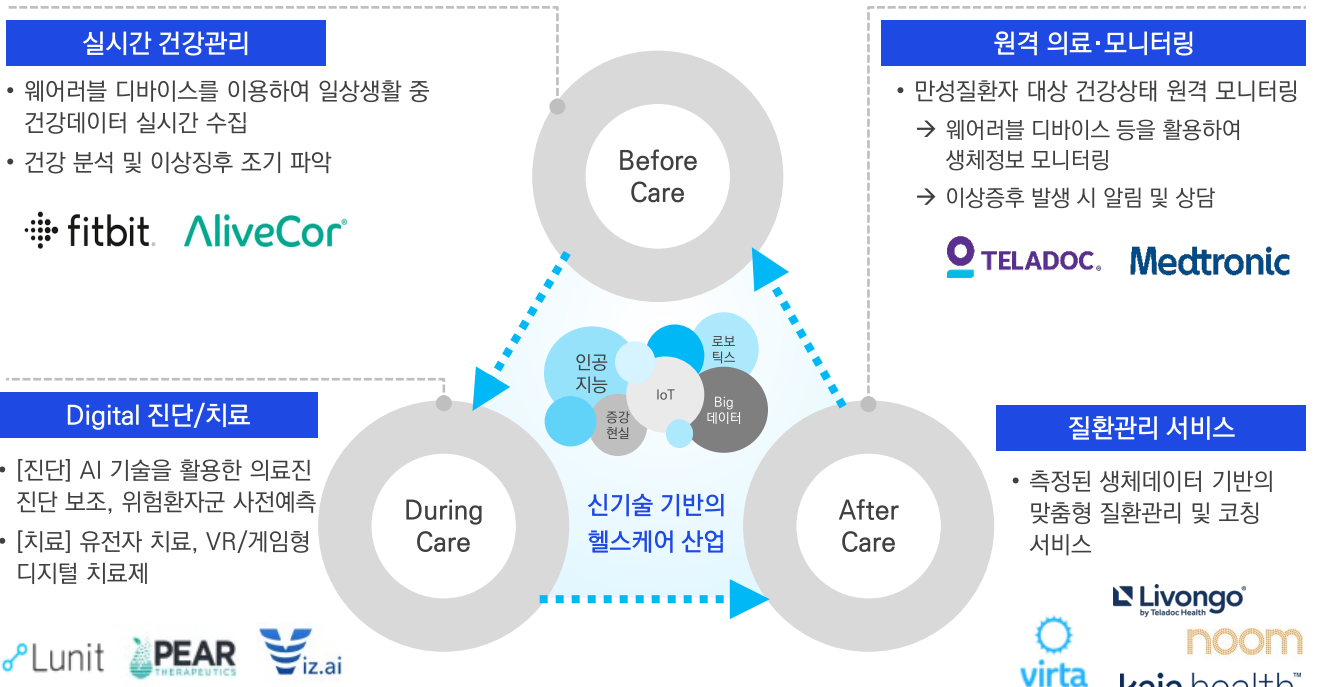 실시간 건강관리
• 웨어러블 디바이스를 이용하여 일상생활 중
건강데이터 실시간 수집
• 건강 분석 및 이상징후 조기 파악
fitbit
AliveCor®
원격 의료·모니터링
• 만성질환자 대상 건강상태 원격 모니터링
→ 웨어러블 디바이스 등을 활용하여
생체정보 모니터링
→ 이상증후 발생 시 알림 및 상담
TELADOC®
Medtronic
Before
Care
인공
지능
로보
틱스
IoT
증강
현실
Big
데이터
신기술 기반의
헬스케어 산업
Digital 진단/치료
• [진단] AI 기술을 활용한 의료진
진단 보조, 위험환자군 사전예측
• [치료] 유전자 치료, VR/게임형
디지털 치료제
Lunit
PEAR
THERAPEUTICS
Viz.ai
During
Care
After
Care
질환관리 서비스
• 측정된 생체데이터 기반의
맞춤형 질환관리 및 코칭
서비스
Livongo®
by Teladoc Health
noom
virta
kaia health™